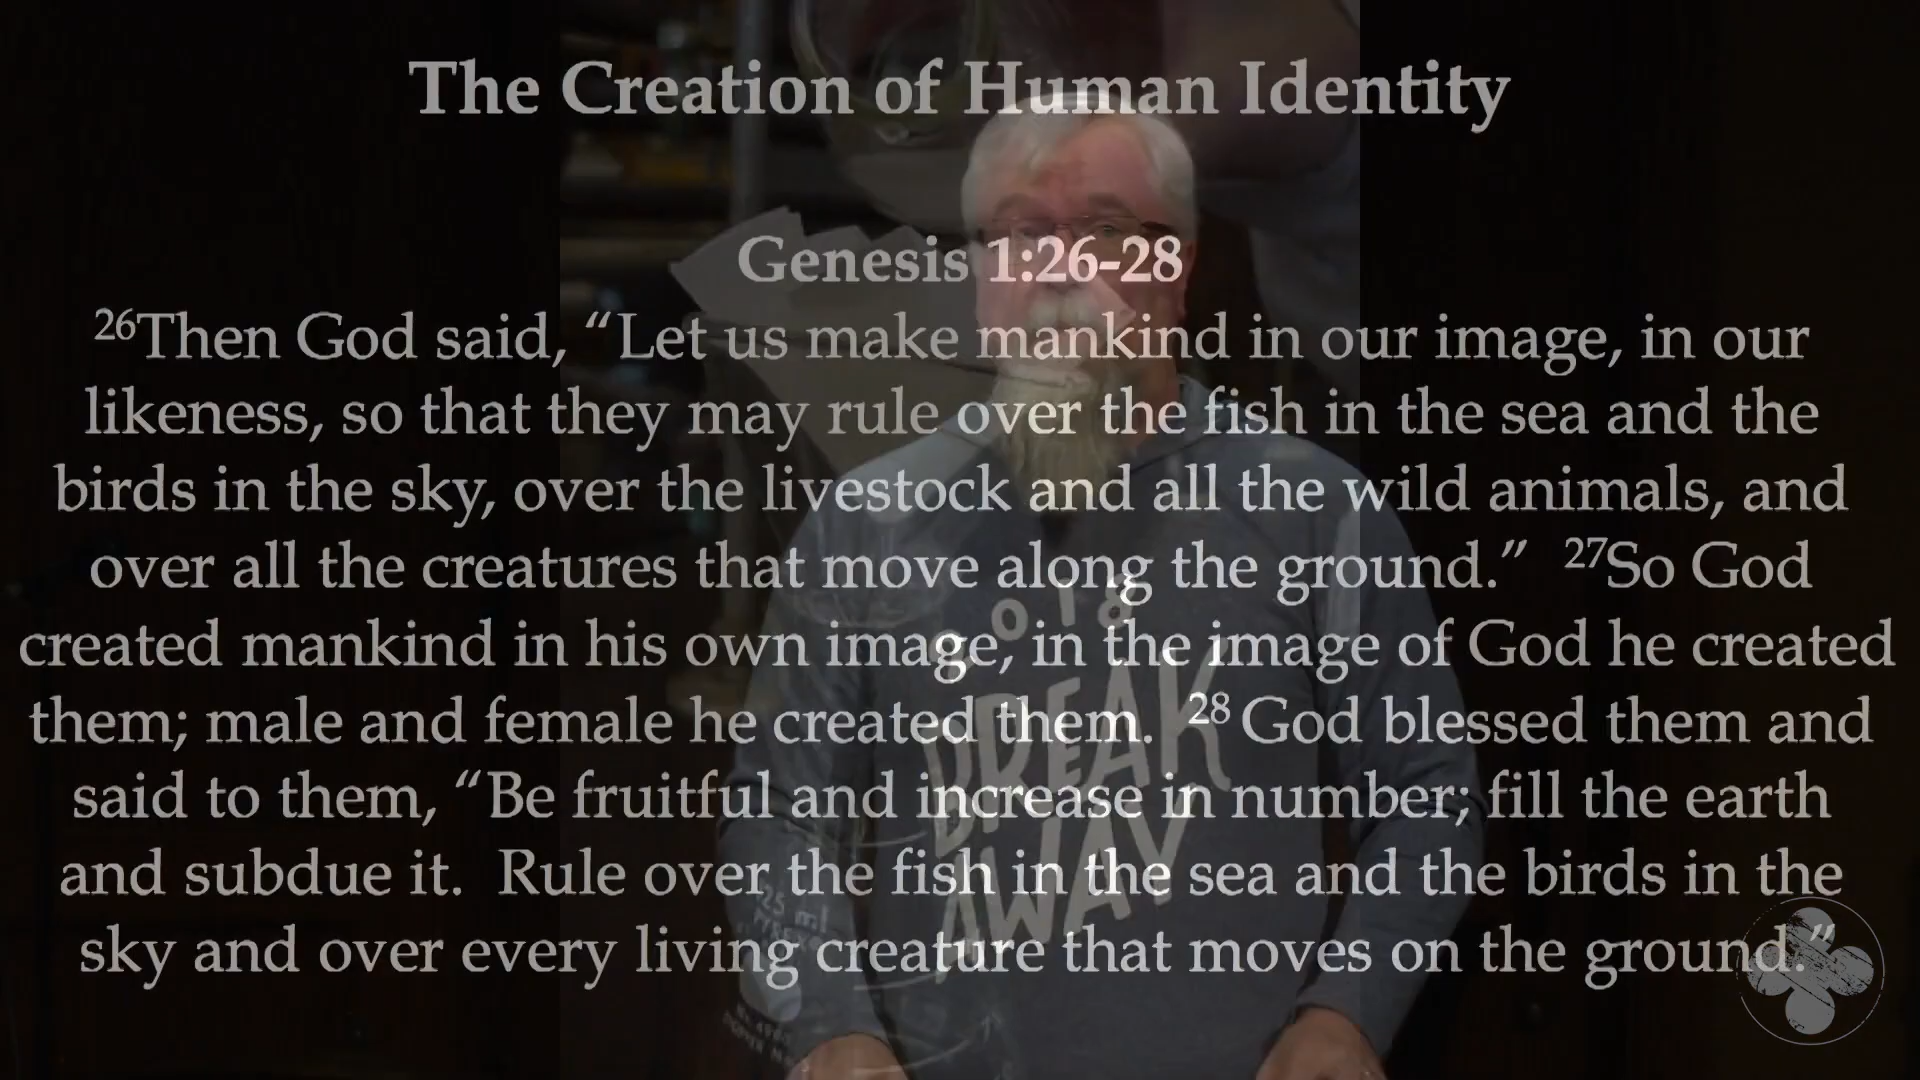 The Creation of Human Identity
Genesis 1:26-28
26Then God said, “Let us make mankind in our image, in our
likeness, so that they may rule over the fish in the sea and the
birds in the sky, over the livestock and all the wild animals, and
over all the creatures that move along the ground.” 27So God
created mankind in his own image, in the image of God he created
them; male and female he created them. 28 God blessed them and
said to them, “Be fruitful and increase in number; fill the earth
and subdue it. Rule over the fish in the sea and the birds in the
sky and over every living creature that moves on the ground.”
BREAK
AWAY
125 ml
PYREX